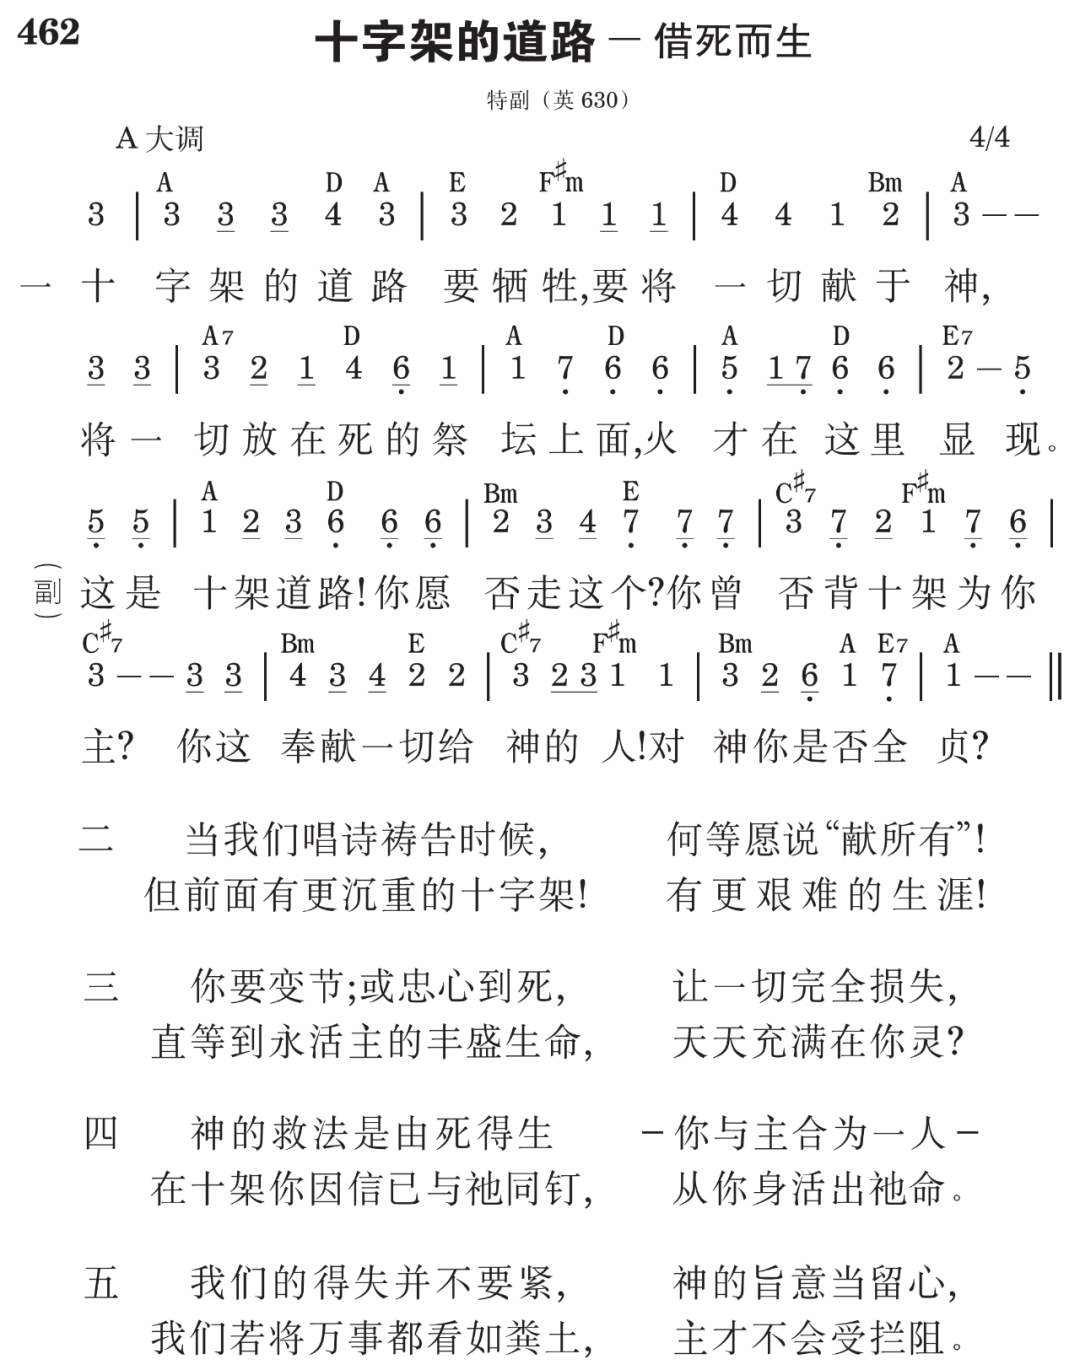 462
十字架的道路 — 借死而生
特副（英 630）
A 大调 4/4
A D A E F♯m D Bm A
3 | 3 3 3 4 3 | 3 2 1 1 1 | 4 4 1 2 | 3 — —
一 十 字架的道路 要牺牲,要将 一切献于 神,
A7 D A D A D E7
3 3 | 3 2 1 4 6 1 | 1 7 6 6 | 5 1 7 6 6 | 2 — 5
将一 切放在死的祭 坛上面,火 才在这里 显 现。
A D Bm E C♯7 F♯m
5 5 | 1 2 3 6 6 6 | 2 3 4 7 7 7 | 3 7 2 1 7 6 |
（副） 这是 十架道路!你愿 否走这个?你曾 否背十架为你
C♯7 Bm E C♯7 F♯m Bm A E7 A
3 — — 3 3 | 4 3 4 2 2 | 3 2 3 1 1 | 3 2 6 1 7 | 1 — — ‖
主? 你这 奉献一切给 神的 人!对 神你是否全 贞?
二 当我们唱诗祷告时候, 何等愿说“献所有”!
但前面有更沉重的十字架! 有更艰难的生涯!
三 你要变节;或忠心到死, 让一切完全损失,
直等到永活主的丰盛生命, 天天充满在你灵?
四 神的救法是由死得生 – 你与主合为一人 –
在十架你因信已与祂同钉, 从你身活出祂命。
五 我们的得失并不要紧, 神的旨意当留心,
我们若将万事都看如粪土, 主才不会受拦阻。